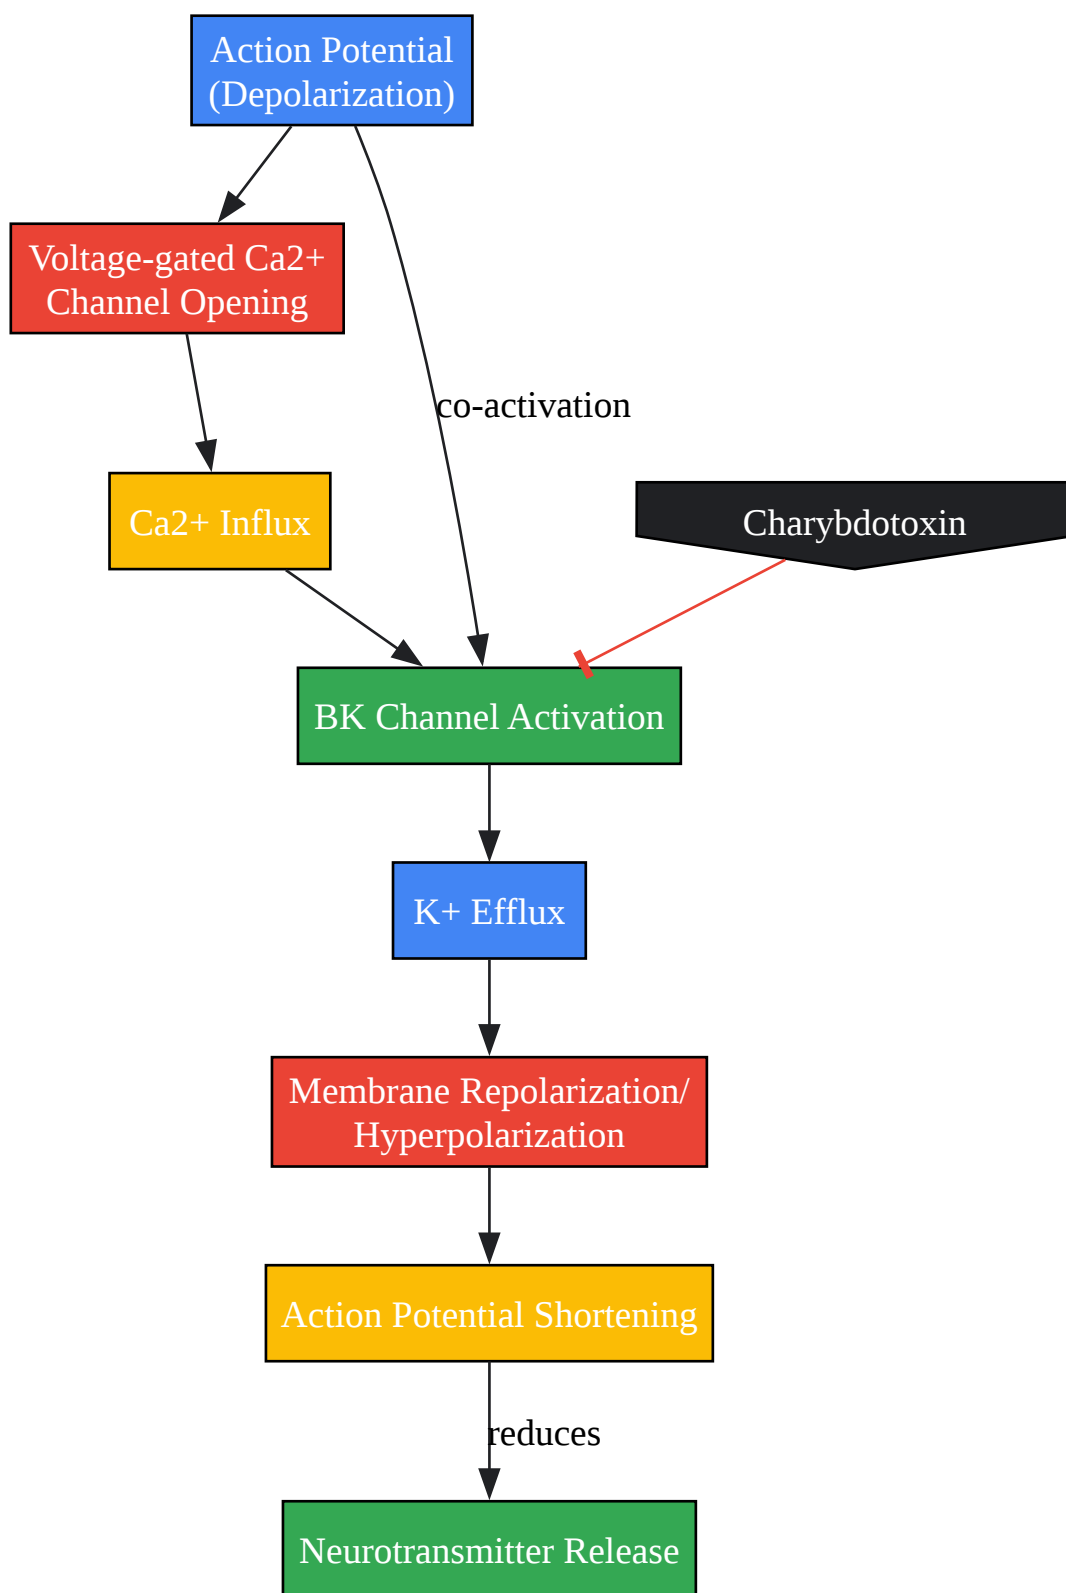 Action Potential
(Depolarization)
Voltage-gated Ca2+
Channel Opening
co-activation
Ca2+ Influx
Charybdotoxin
BK Channel Activation
K+ Efflux
Membrane Repolarization/
Hyperpolarization
Action Potential Shortening
reduces
Neurotransmitter Release